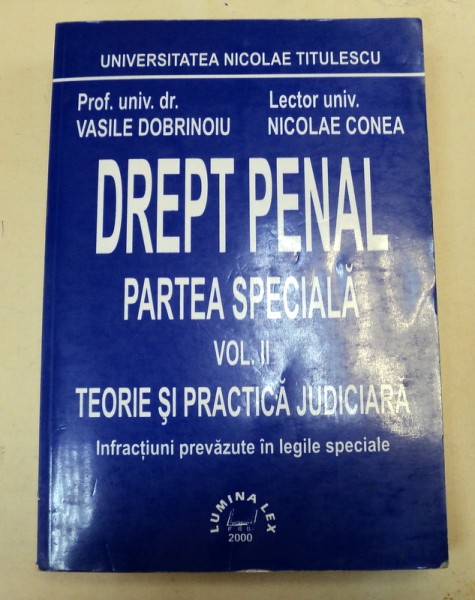 UNIVERSITATEA NICOLAE TITULESCU
Prof. univ. dr.
VASILE DOBRINOIU
Lector univ.
NICOLAE CONEA
DREPT PENAL
PARTEA SPECIALĂ
VOL. II
TEORIE ŞI PRACTICĂ JUDICIARĂ
Infracţiuni prevăzute în legile speciale
LUMINA LEX
2000